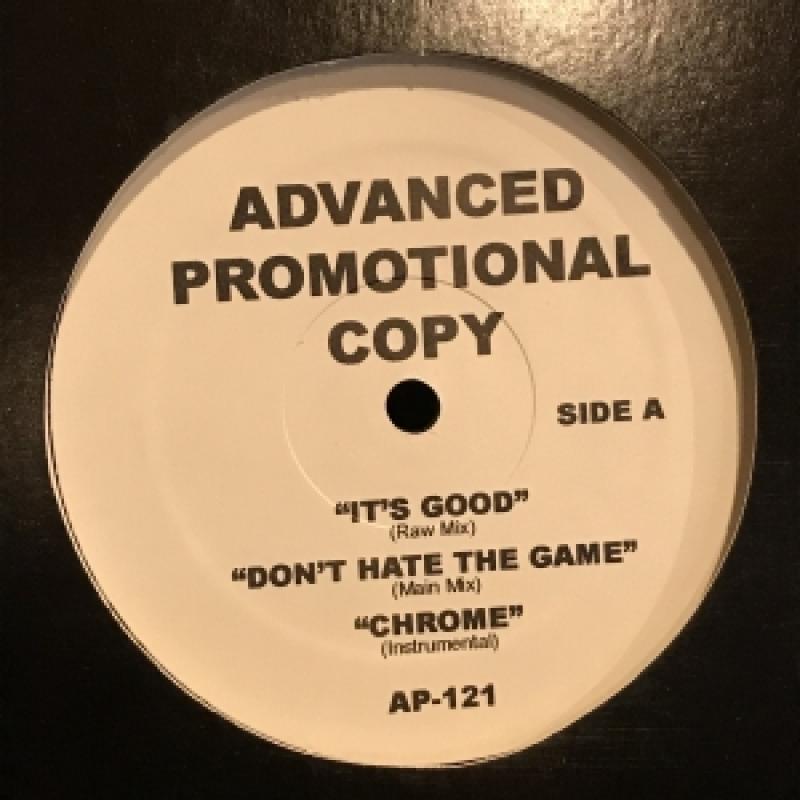 ADVANCED
PROMOTIONAL
COPY
SIDE A
“IT’S GOOD”
(Raw Mix)
“DON’T HATE THE GAME”
(Main Mix)
“CHROME”
(Instrumental)
AP-121